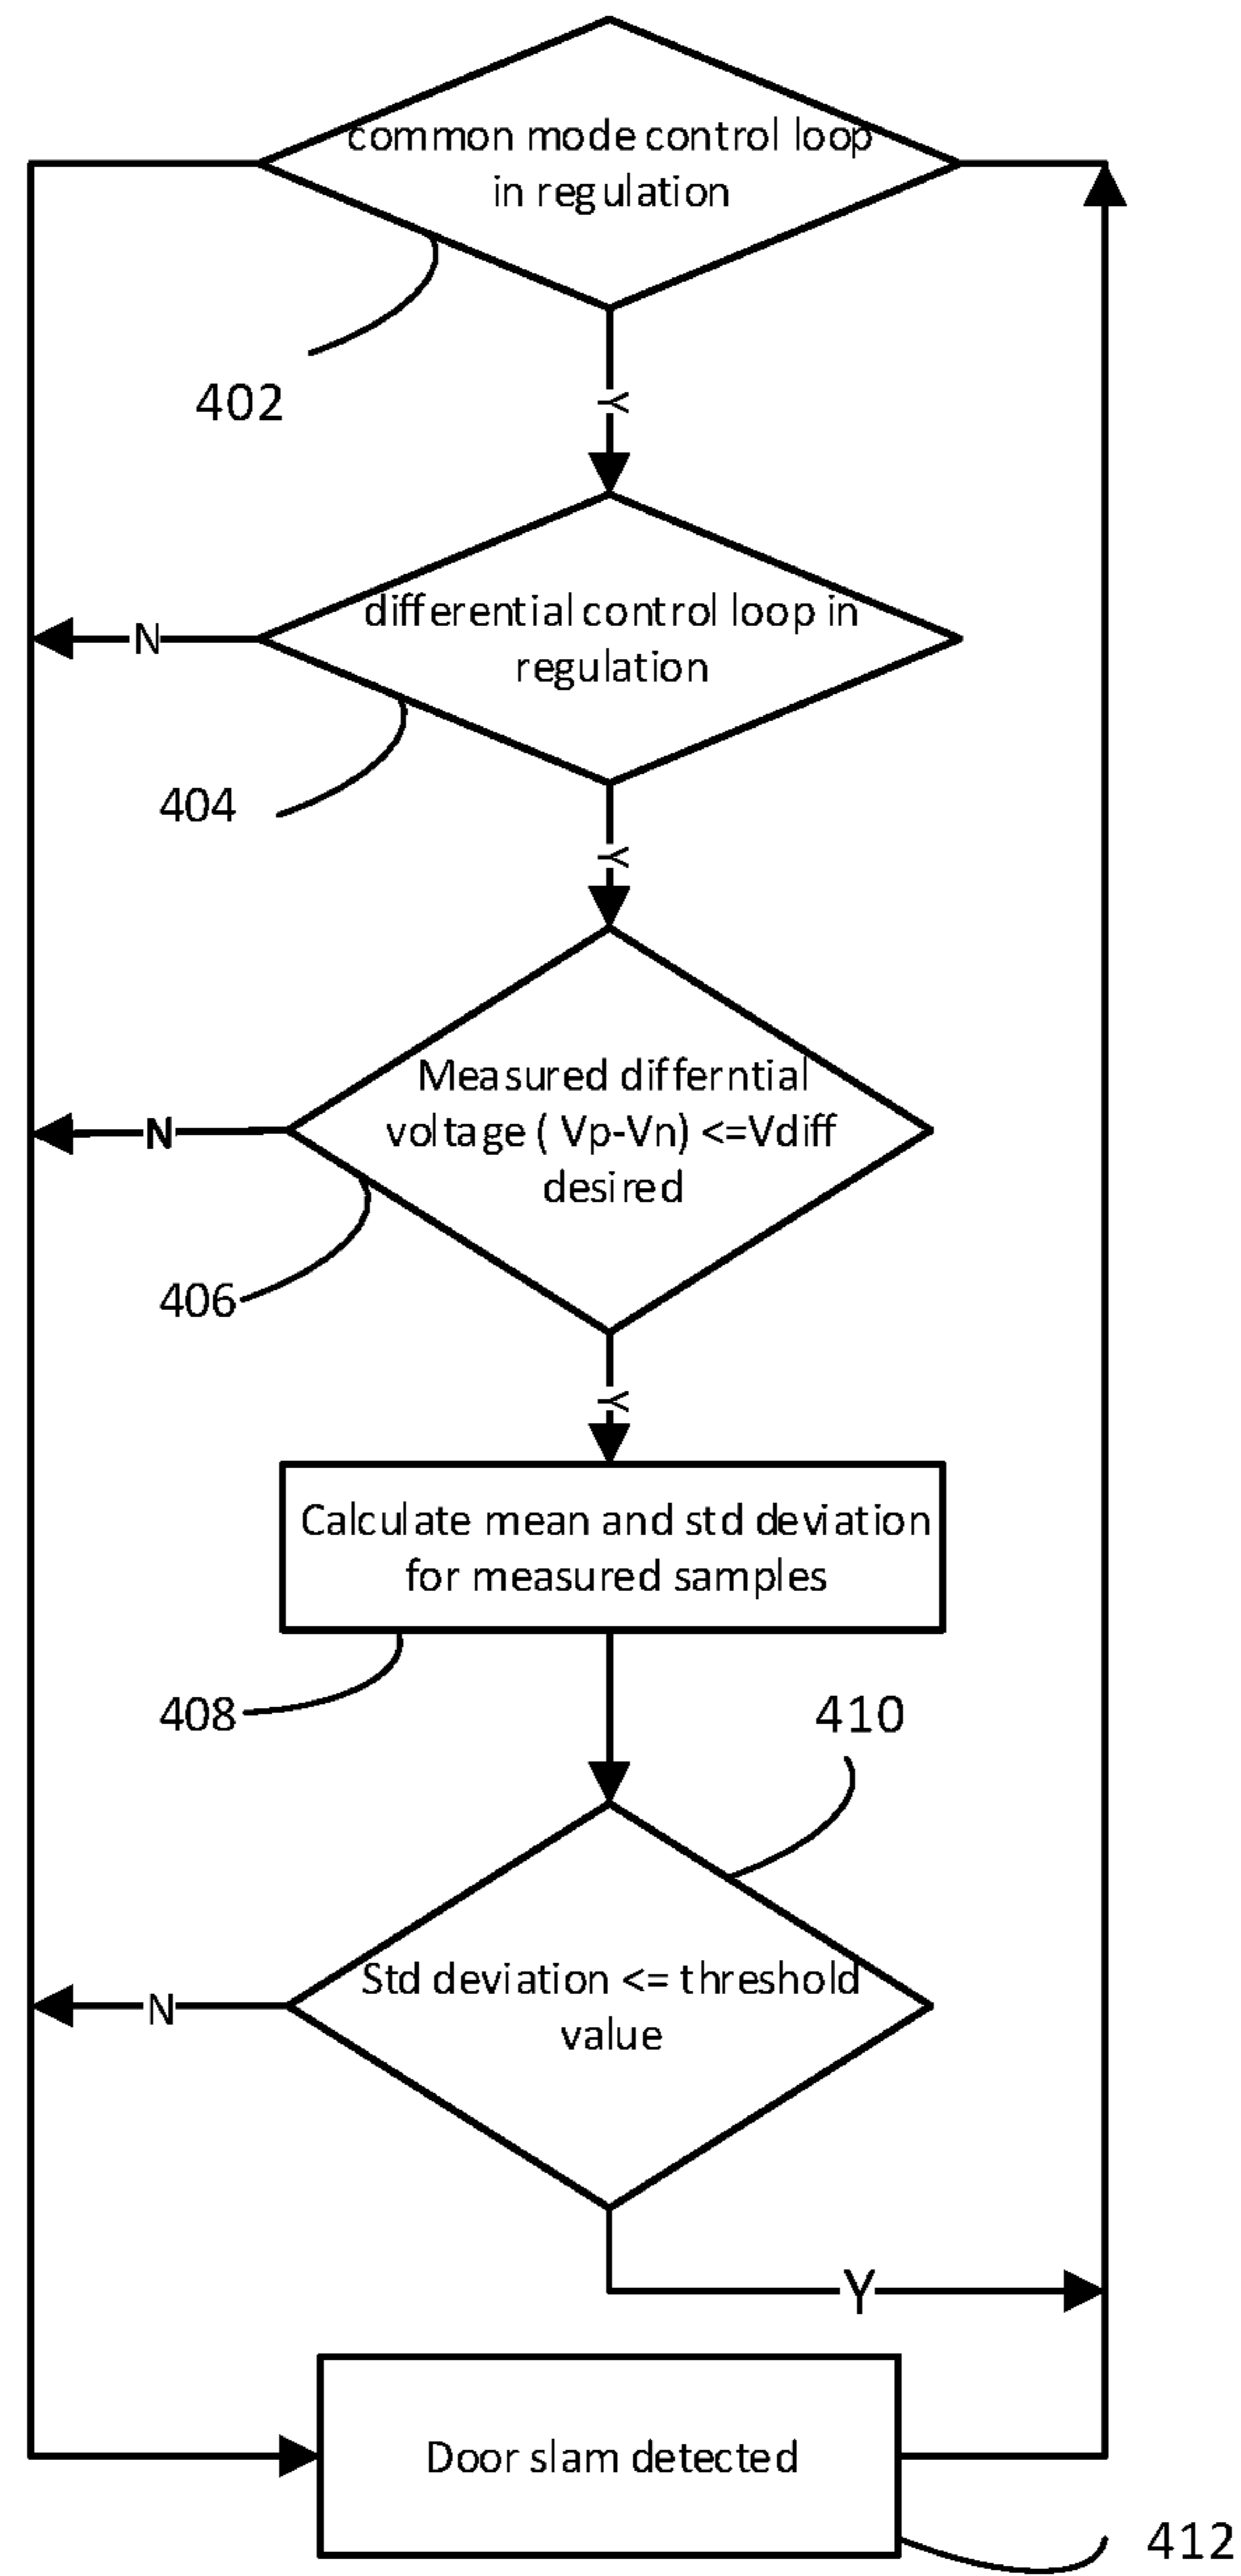 common mode control loop
in regulation
402
Y
differential control loop in
regulation
N
404
Y
Measured differntial
voltage ( Vp-Vn) <=Vdiff
desired
N
406
Y
Calculate mean and std deviation
for measured samples
408
410
Std deviation <= threshold
value
N
Y
Door slam detected
412